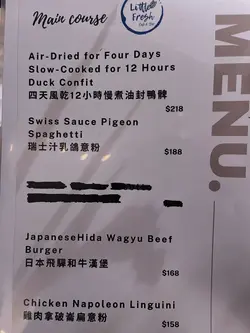 Main course
Little Fresh
Air-Dried for Four Days
Slow-Cooked for 12 Hours
Duck Confit
四天風乾12小時慢煮油封鴨髀
$218
Swiss Sauce Pigeon
Spaghetti
瑞士汁乳鴿意粉
$188
JapaneseHida Wagyu Beef
Burger
日本飛驒和牛漢堡
$168
Chicken Napoleon Linguini
雞肉拿破崙扁意粉
$158
MENU.